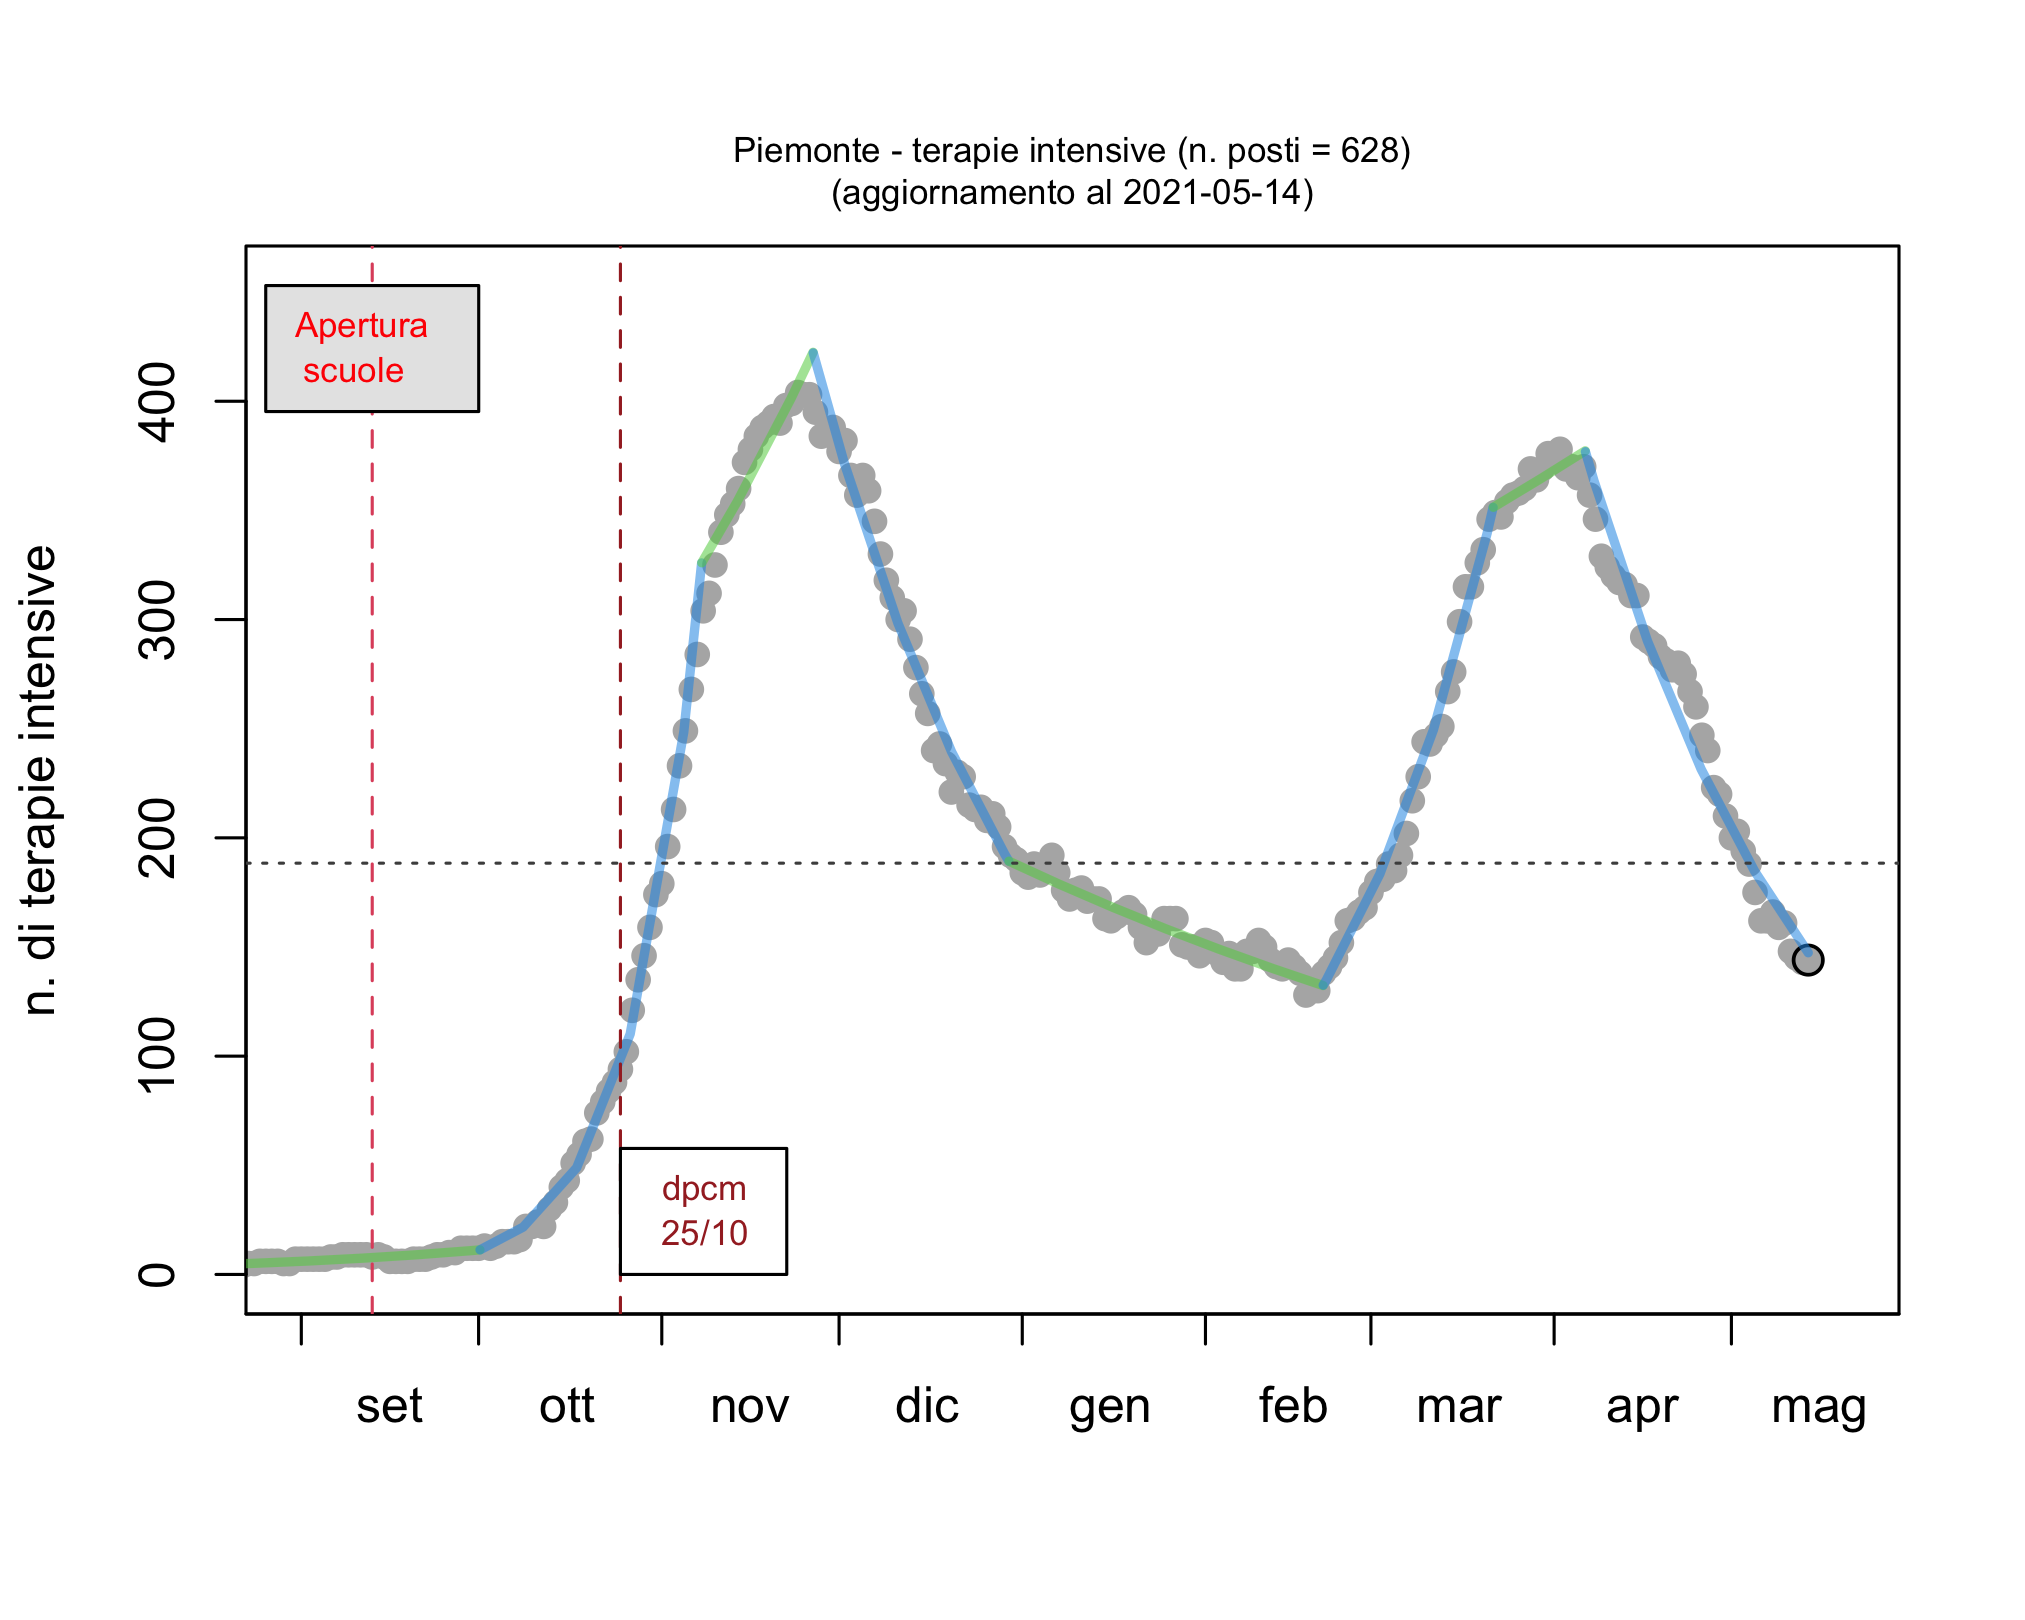 Piemonte - terapie intensive (n. posti = 628)
(aggiornamento al 2021-05-14)
n. di terapie intensive
400
300
200
100
0
Apertura
scuole
dpcm
25/10
set ott nov dic gen feb mar apr mag